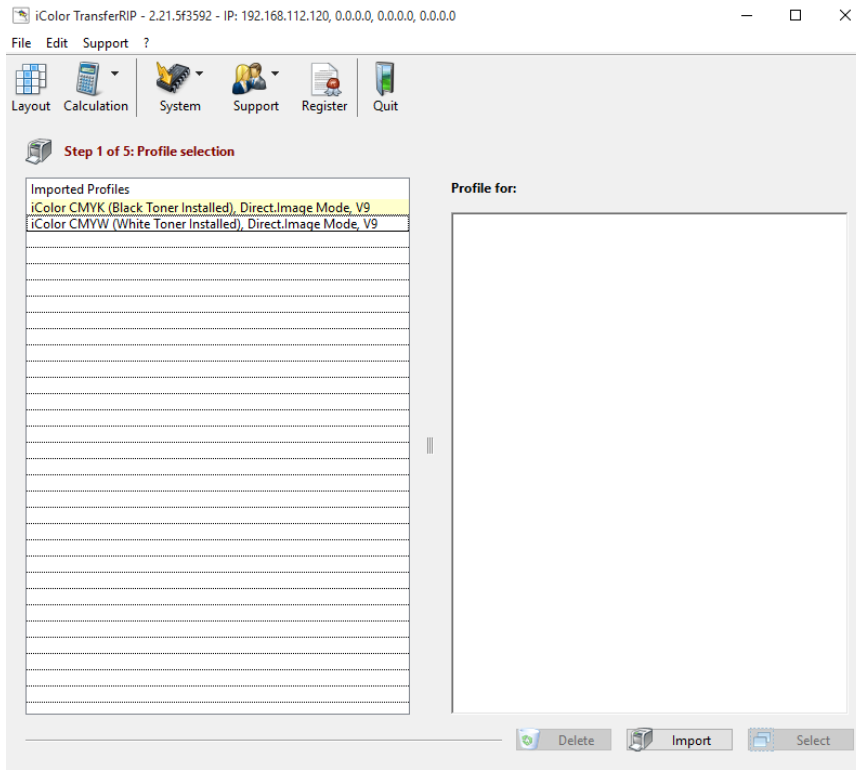 iColor TransferRIP - 2.21.5f3592 - IP: 192.168.112.120, 0.0.0.0, 0.0.0.0, 0.0.0.0
File Edit Support ?
Layout Calculation System Support Register Quit
Step 1 of 5: Profile selection
Imported Profiles
iColor CMYK (Black Toner Installed), Direct.Image Mode, V9
iColor CMYW (White Toner Installed), Direct.Image Mode, V9
Profile for:
Delete Import Select